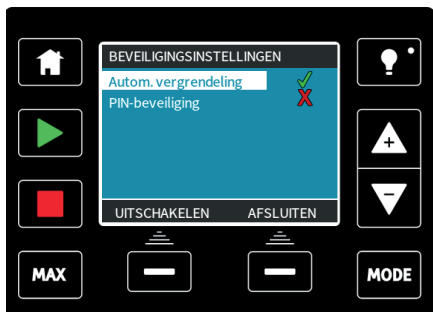 BEVEILIGINGSINSTELLINGEN
Autom. vergrendeling
PIN-beveiliging
UITSCHAKELEN AFSLUITEN
MAX MODE